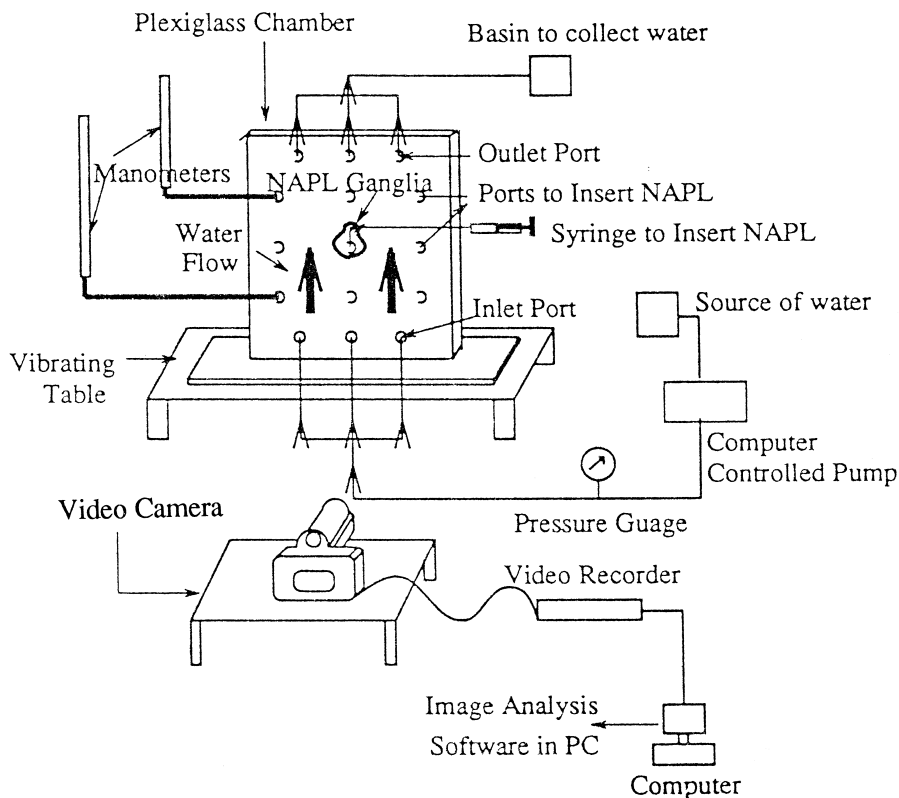 Plexiglass Chamber
Basin to collect water
Outlet Port
Manometers
NAPL Ganglia
Ports to Insert NAPL
Water
Flow
Syringe to Insert NAPL
Source of water
Inlet Port
Vibrating
Table
Computer
Controlled Pump
Pressure Guage
Video Camera
Video Recorder
Image Analysis
Software in PC
Computer